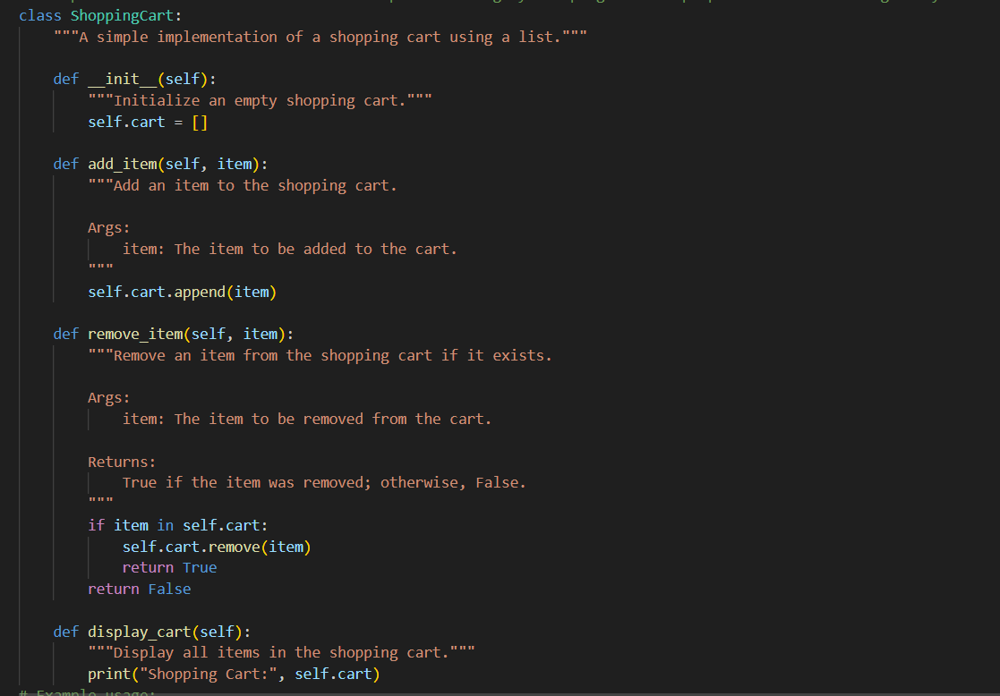 class ShoppingCart:
    """A simple implementation of a shopping cart using a list."""

    def __init__(self):
        """Initialize an empty shopping cart."""
        self.cart = []

    def add_item(self, item):
        """Add an item to the shopping cart.

        Args:
            item: The item to be added to the cart.
        """
        self.cart.append(item)

    def remove_item(self, item):
        """Remove an item from the shopping cart if it exists.

        Args:
            item: The item to be removed from the cart.

        Returns:
            True if the item was removed; otherwise, False.
        """
        if item in self.cart:
            self.cart.remove(item)
            return True
        return False

    def display_cart(self):
        """Display all items in the shopping cart."""
        print("Shopping Cart:", self.cart)
# Example usage: